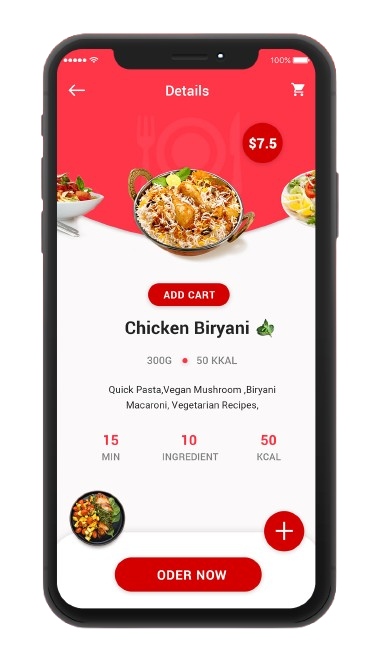 100%
Details
$7.5
ADD CART
Chicken Biryani
300G 50 KKAL
Quick Pasta,Vegan Mushroom ,Biryani
Macaroni, Vegetarian Recipes,
15 10 50
MIN INGREDIENT KCAL
ODER NOW